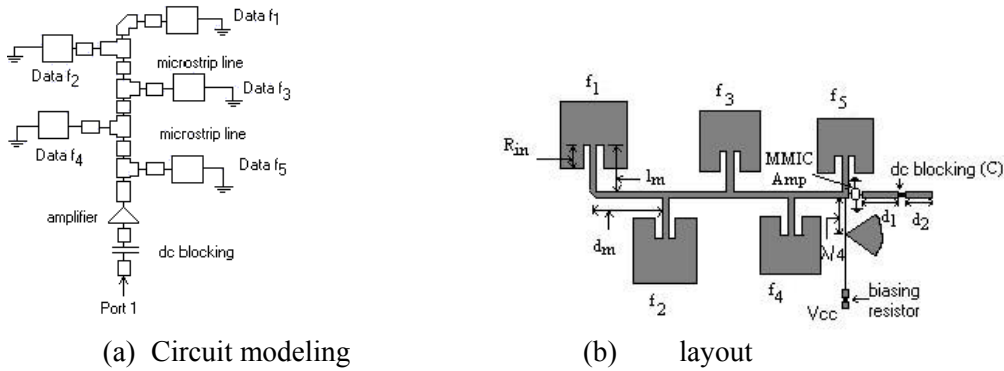 Data f1
Data f2
microstrip line
Data f3
Data f4
microstrip line
Data f5
amplifier
dc blocking
Port 1
(a) Circuit modeling
f1
f3
f5
Rin
lm
MMIC
Amp
dc blocking (C)
dm
d1
d2
λ/4
f2
f4
Vcc
biasing
resistor
(b) layout